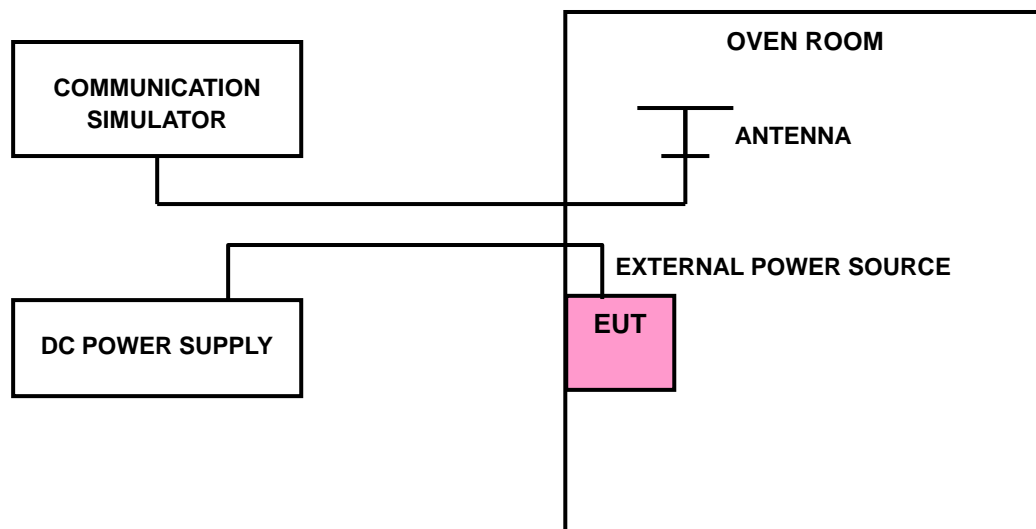 OVEN ROOM
COMMUNICATION
SIMULATOR
ANTENNA
EXTERNAL POWER SOURCE
EUT
DC POWER SUPPLY